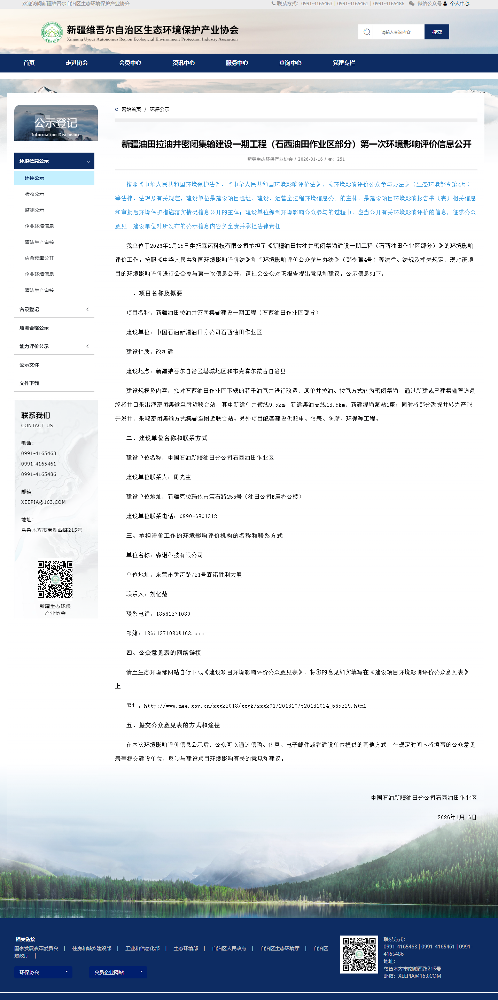 欢迎访问新疆维吾尔自治区生态环境保护产业协会
联系方式：0991-4165463 | 0991-4165461 | 0991-4165486 微信公众号 个人中心
XEEPIA
新疆维吾尔自治区生态环境保护产业协会
Xinjiang Uygur Autonomus Region Ecologicial Environment Protection Industry Assciation
请输入查询内容
搜索
首页 走进协会 会员中心 资讯中心 服务中心 查询中心 党建专栏
公示登记
Information Disclosure
环境信息公示
环评公示
验收公示
监测公示
企业环境信息
清洁生产审核
应急预案公开
企业环境信息
清洁生产审核
名录登记
培训合格公示
能力评价公示
公示文件
文件下载
联系我们
CONTACT US
电话：
0991-4165463
0991-4165461
0991-4165486
邮箱：
XEEPIA@163.COM
地址：
乌鲁木齐市南湖西路215号
新疆生态环保
产业协会
网站首页 / 环评公示
新疆油田拉油井密闭集输建设一期工程（石西油田作业区部分）第一次环境影响评价信息公开
新疆生态环保产业协会 / 2026-01-16 / ：251
按照《中华人民共和国环境保护法》、《中华人民共和国环境影响评价法》、《环境影响评价公众参与办法》（生态环境部令第4号）
等法律、法规及有关规定，建设单位是建设项目选址、建设、运营全过程环境信息公开的主体，是建设项目环境影响报告书（表）相关信息
和审批后环境保护措施落实情况信息公开的主体；建设单位编制环境影响公众参与的过程中，应当公开有关环境影响评价的信息，征求公众
意见。建设单位对所发布的公示信息内容负全责并承担法律责任。
我单位于2026年1月15日委托森诺科技有限公司承担了《新疆油田拉油井密闭集输建设一期工程（石西油田作业区部分）》的环境影响
评价工作。按照《中华人民共和国环境影响评价法》和《环境影响评价公众参与办法》（部令第4号）等法律、法规及相关规定，现对该项
目的环境影响评价进行公众参与第一次信息公开，请社会公众对该报告提出意见和建议。公示信息如下：
一、项目名称及概要
项目名称：新疆油田拉油井密闭集输建设一期工程（石西油田作业区部分）
建设单位：中国石油新疆油田分公司石西油田作业区
建设性质：改扩建
建设地点：新疆维吾尔自治区塔城地区和布克赛尔蒙古自治县
建设规模及内容：拟对石西油田作业区下辖的若干油气井进行改造，原单井拉油、拉气方式转为密闭集输，通过新建或已建集输管道最
终将井口采出液密闭集输至附近联合站，其中新建单井管线9.5km，新建集油支线18.5km，新建混输泵站1座；同时将部分勘探井转为产能
开发井，采取密闭集输方式集输至附近联合站。另外项目配套建设供配电、仪表、防腐、环保等工程。
二、建设单位名称和联系方式
建设单位名称：中国石油新疆油田分公司石西油田作业区
建设单位联系人：周先生
建设单位地址：新疆克拉玛依市宝石路256号（油田公司E座办公楼）
建设单位联系电话：0990-6801318
三、承担评价工作的环境影响评价机构的名称和联系方式
单位名称：森诺科技有限公司
单位地址：东营市黄河路721号森诺胜利大厦
联系人：刘忆楚
联系电话：18661371080
邮箱：18661371080@163.com
四、公众意见表的网络链接
请至生态环境部网站自行下载《建设项目环境影响评价公众意见表》，将您的意见如实填写在《建设项目环境影响评价公众意见表》
上。
网址：http://www.mee.gov.cn/xxgk2018/xxgk/xxgk01/201810/t20181024_665329.html
五、提交公众意见表的方式和途径
在本次环境影响评价信息公示后，公众可以通过信函、传真、电子邮件或者建设单位提供的其他方式，在规定时间内将填写的公众意见
表等提交建设单位，反映与建设项目环境影响有关的意见和建议。
中国石油新疆油田分公司石西油田作业区
2026年1月16日
相关链接
国家发展改革委员会 | 住房和城乡建设部 | 工业和信息化部 | 生态环境部 | 自治区人民政府 | 自治区生态环境厅 | 自治区
财政厅 |
环保协会
会员企业网站
联系方式：
0991-4165463 | 0991-4165461 | 0991-
4165486
地址：
乌鲁木齐市南湖西路215号
邮箱：XEEPIA@163.COM